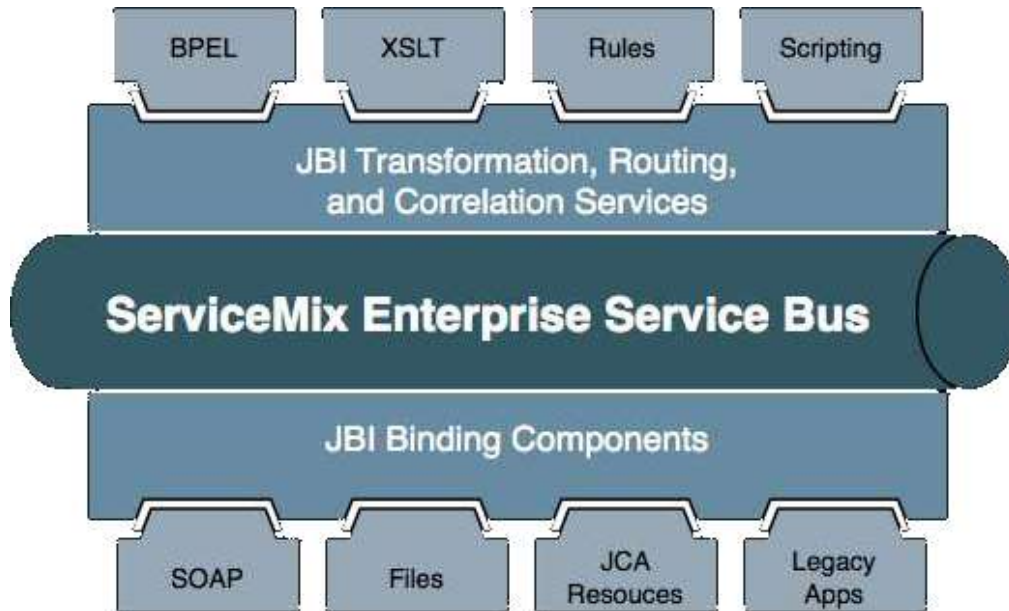 BPEL
XSLT
Rules
Scripting
JBI Transformation, Routing,
and Correlation Services
ServiceMix Enterprise Service Bus
JBI Binding Components
SOAP
Files
JCA
Resouces
Legacy
Apps